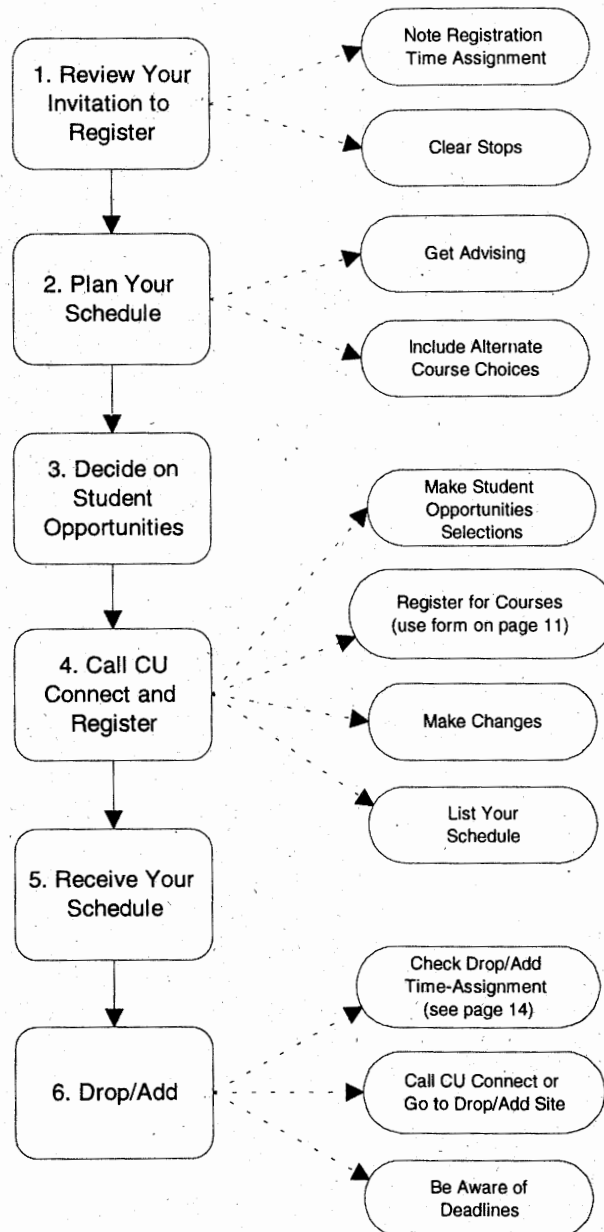 1. Review Your
Invitation to
Register
Note Registration
Time Assignment
Clear Stops
2. Plan Your
Schedule
Get Advising
Include Alternate
Course Choices
3. Decide on
Student
Opportunities
4. Call CU
Connect and
Register
Make Student
Opportunities
Selections
Register for Courses
(use form on page 11)
Make Changes
List Your
Schedule
5. Receive Your
Schedule
6. Drop/Add
Check Drop/Add
Time-Assignment
(see page 14)
Call CU Connect or
Go to Drop/Add Site
Be Aware of
Deadlines